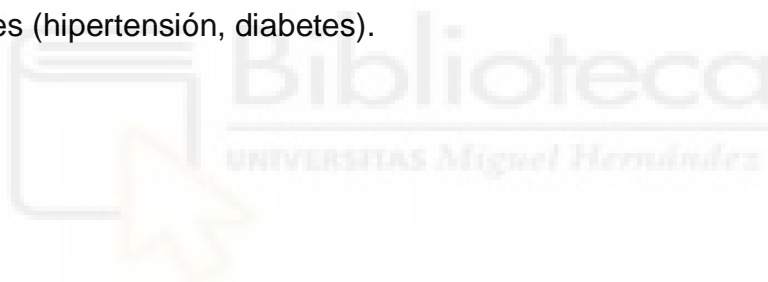 es (hipertensión, diabetes).
Biblioteca
UNIVERSITAS Miguel Hernández